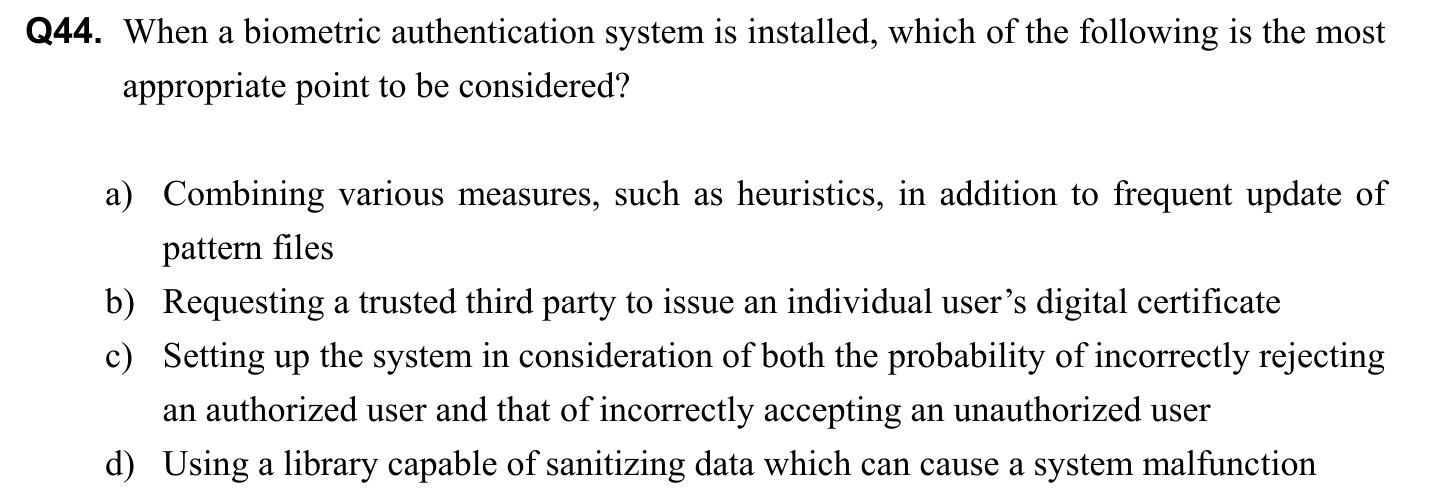 Q44. When a biometric authentication system is installed, which of the following is the most
appropriate point to be considered?
a) Combining various measures, such as heuristics, in addition to frequent update of
pattern files
b) Requesting a trusted third party to issue an individual user’s digital certificate
c) Setting up the system in consideration of both the probability of incorrectly rejecting
an authorized user and that of incorrectly accepting an unauthorized user
d) Using a library capable of sanitizing data which can cause a system malfunction